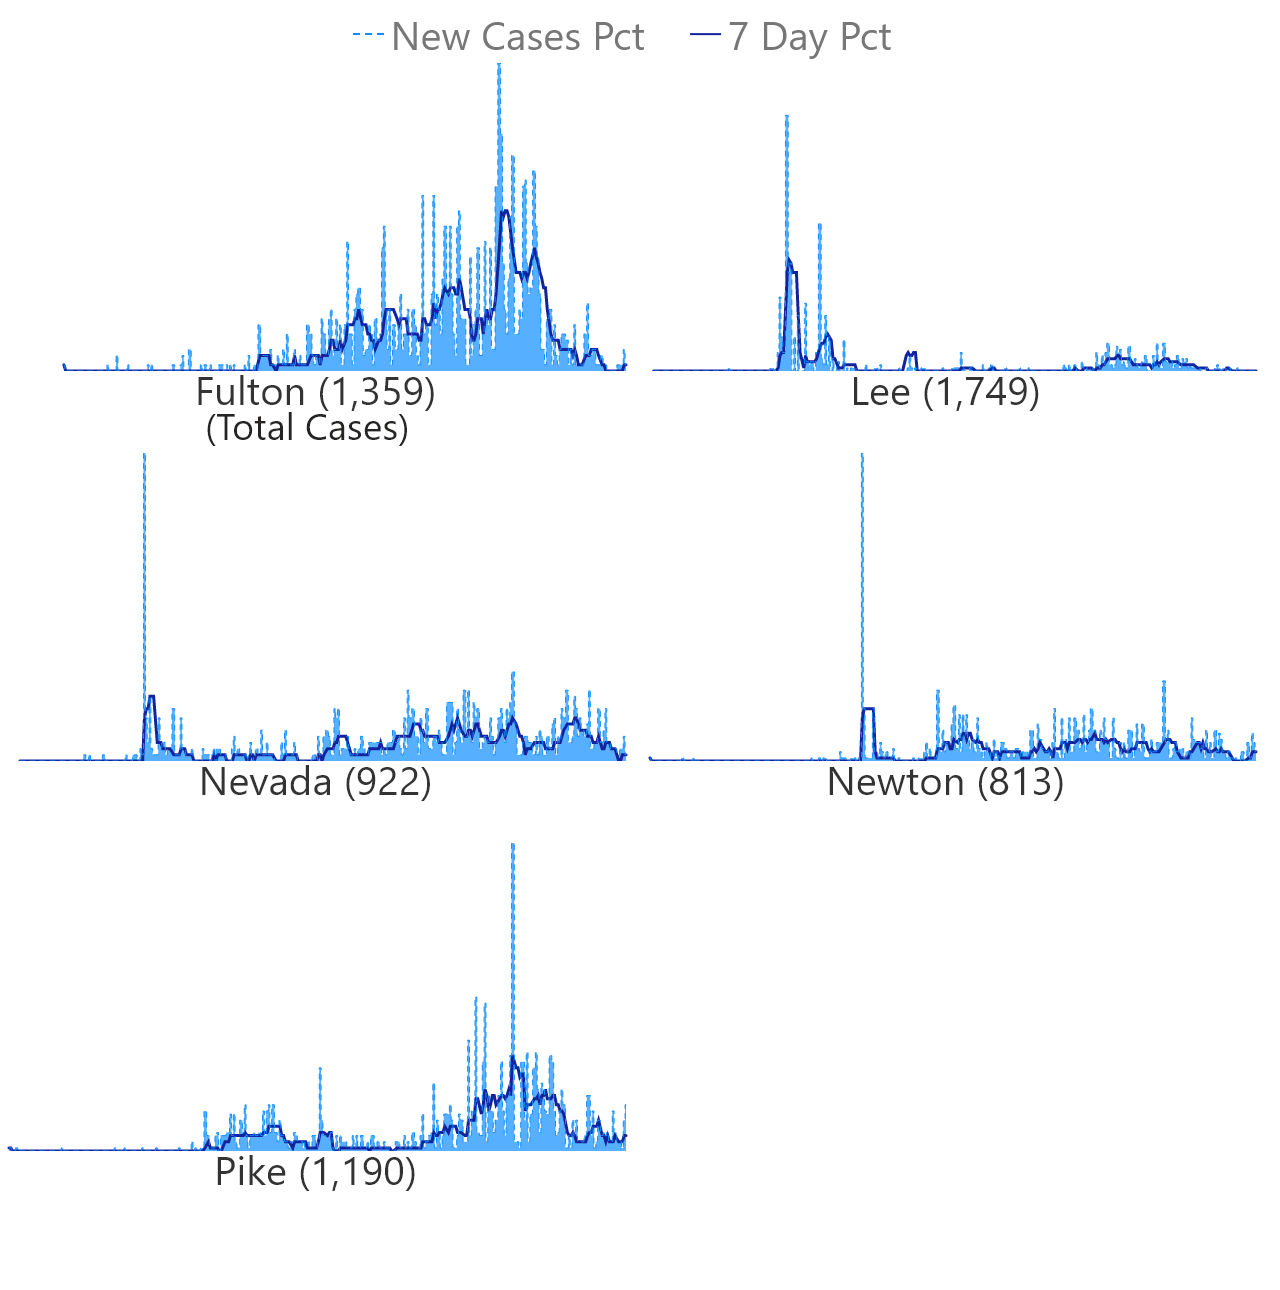 New Cases Pct 7 Day Pct
Fulton (1,359)
(Total Cases)
Lee (1,749)
Nevada (922)
Newton (813)
Pike (1,190)